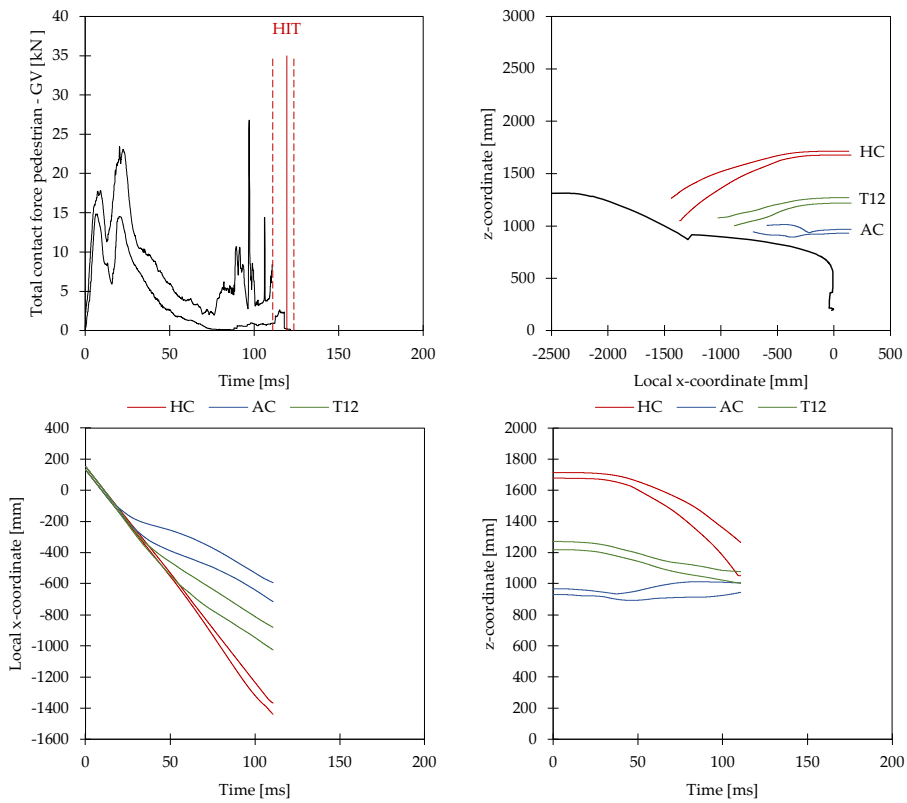 Total contact force pedestrian - GV [kN]
40
35
30
25
20
15
10
5
0
HIT
0 50 100 150 200
Time [ms]
z-coordinate [mm]
3000
2500
2000
1500
1000
500
0
HC
T12
AC
-2500 -2000 -1500 -1000 -500 0 500
Local x-coordinate [mm]
HC AC T12
Local x-coordinate [mm]
400
200
0
-200
-400
-600
-800
-1000
-1200
-1400
-1600
0 50 100 150 200
Time [ms]
HC AC T12
z-coordinate [mm]
2000
1800
1600
1400
1200
1000
800
600
400
200
0
0 50 100 150 200
Time [ms]